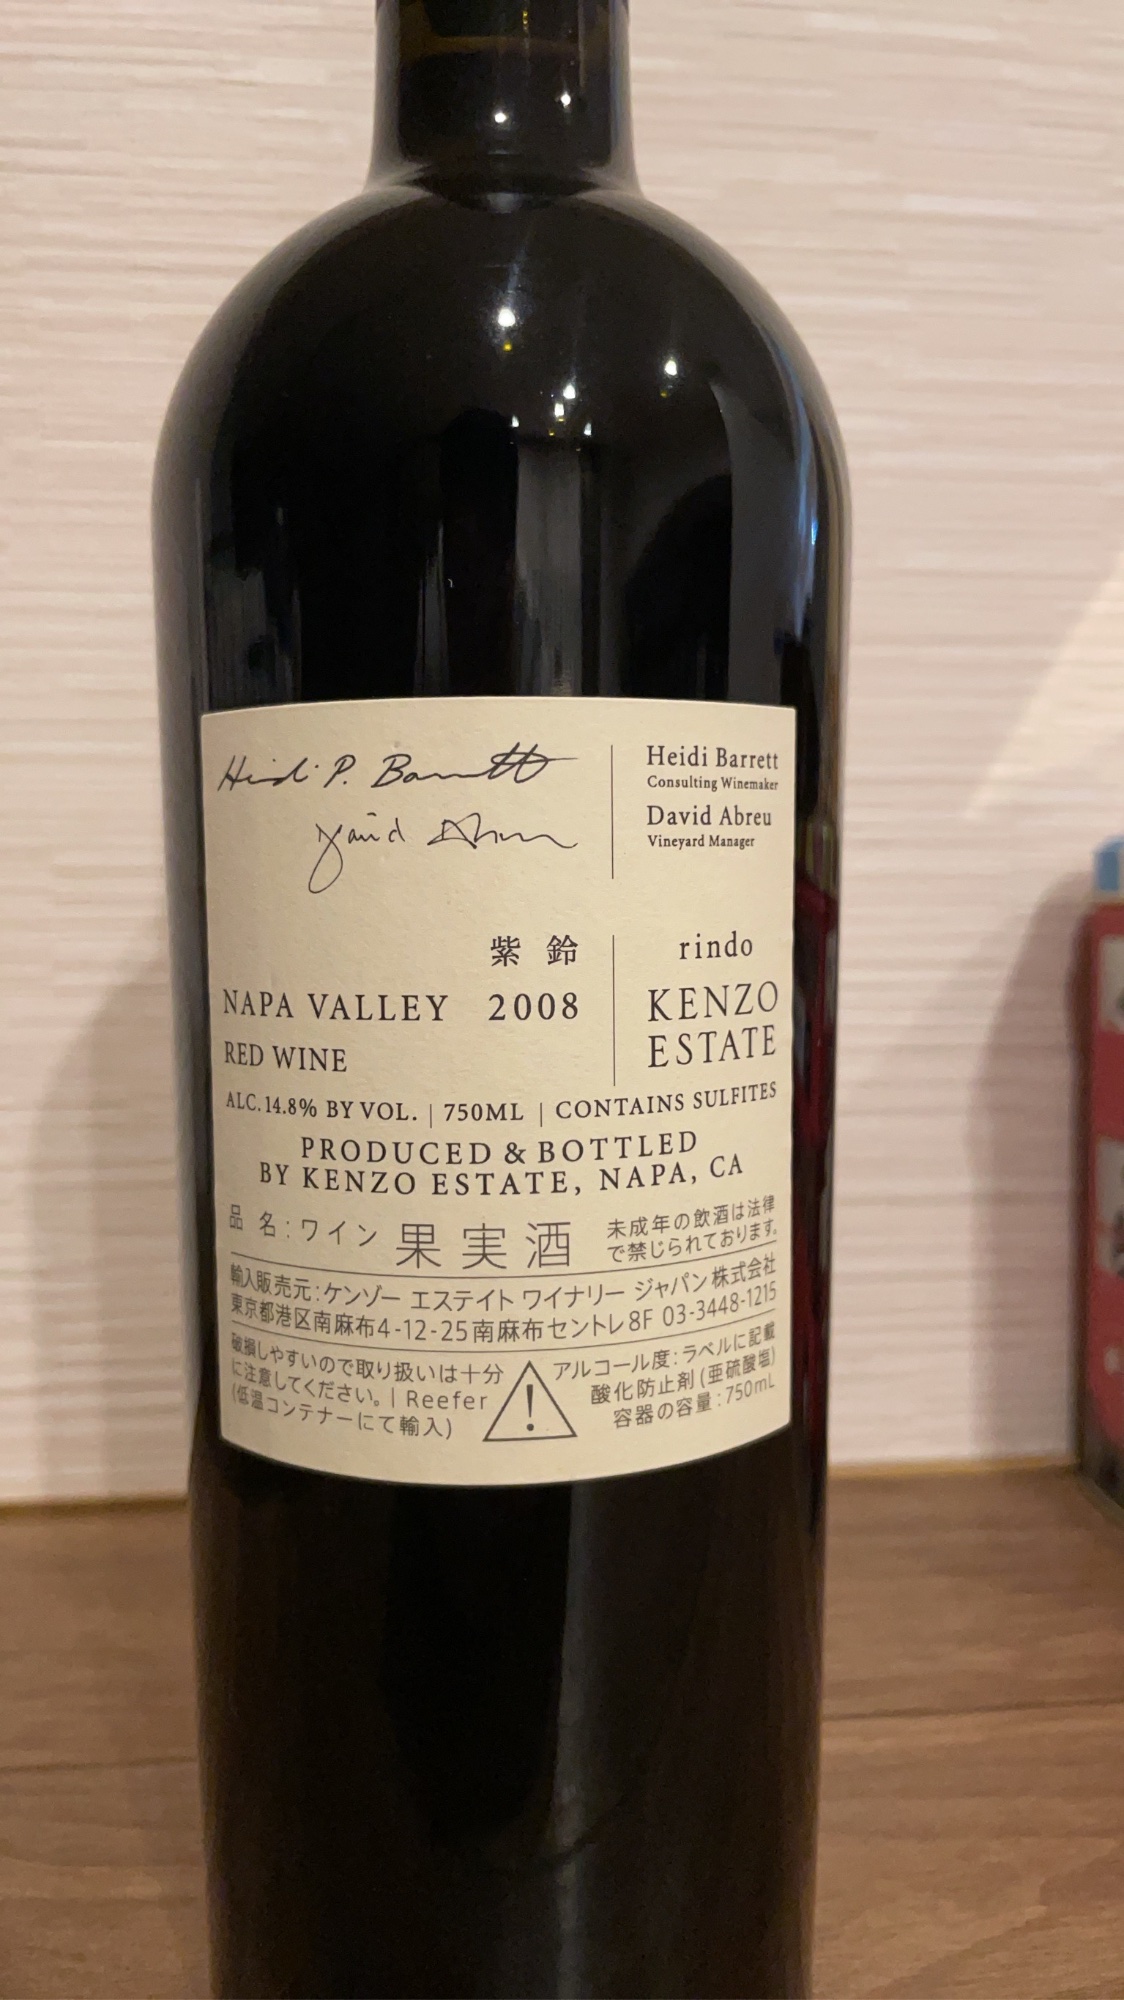 Heidi P. Barrett
David Abreu
Heidi Barrett
Consulting Winemaker
David Abreu
Vineyard Manager
紫鈴
NAPA VALLEY 2008
RED WINE
rindo
KENZO
ESTATE
ALC.14.8% BY VOL. | 750ML | CONTAINS SULFITES
PRODUCED & BOTTLED
BY KENZO ESTATE, NAPA, CA
品名:ワイン 果実酒
未成年の飲酒は法律
で禁じられております。
輸入販売元:ケンゾー エステイト ワイナリー ジャパン株式会社
東京都港区南麻布4-12-25南麻布セントレ8F 03-3448-1215
破損しやすいので取り扱いは十分
に注意してください。| Reefer
(低温コンテナーにて輸入)
アルコール度:ラベルに記載
酸化防止剤(亜硫酸塩)
容器の容量:750mL